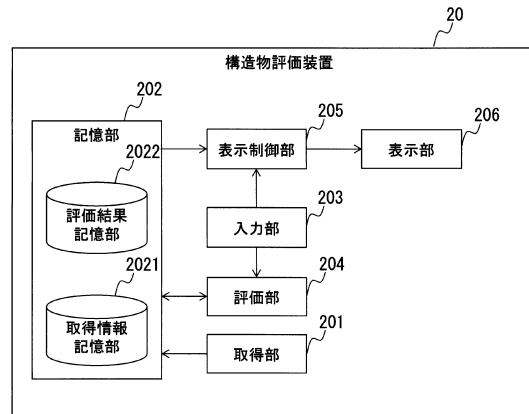 20
構造物評価装置
202
記憶部
2022
評価結果
記憶部
2021
取得情報
記憶部
205
表示制御部
206
表示部
203
入力部
204
評価部
201
取得部